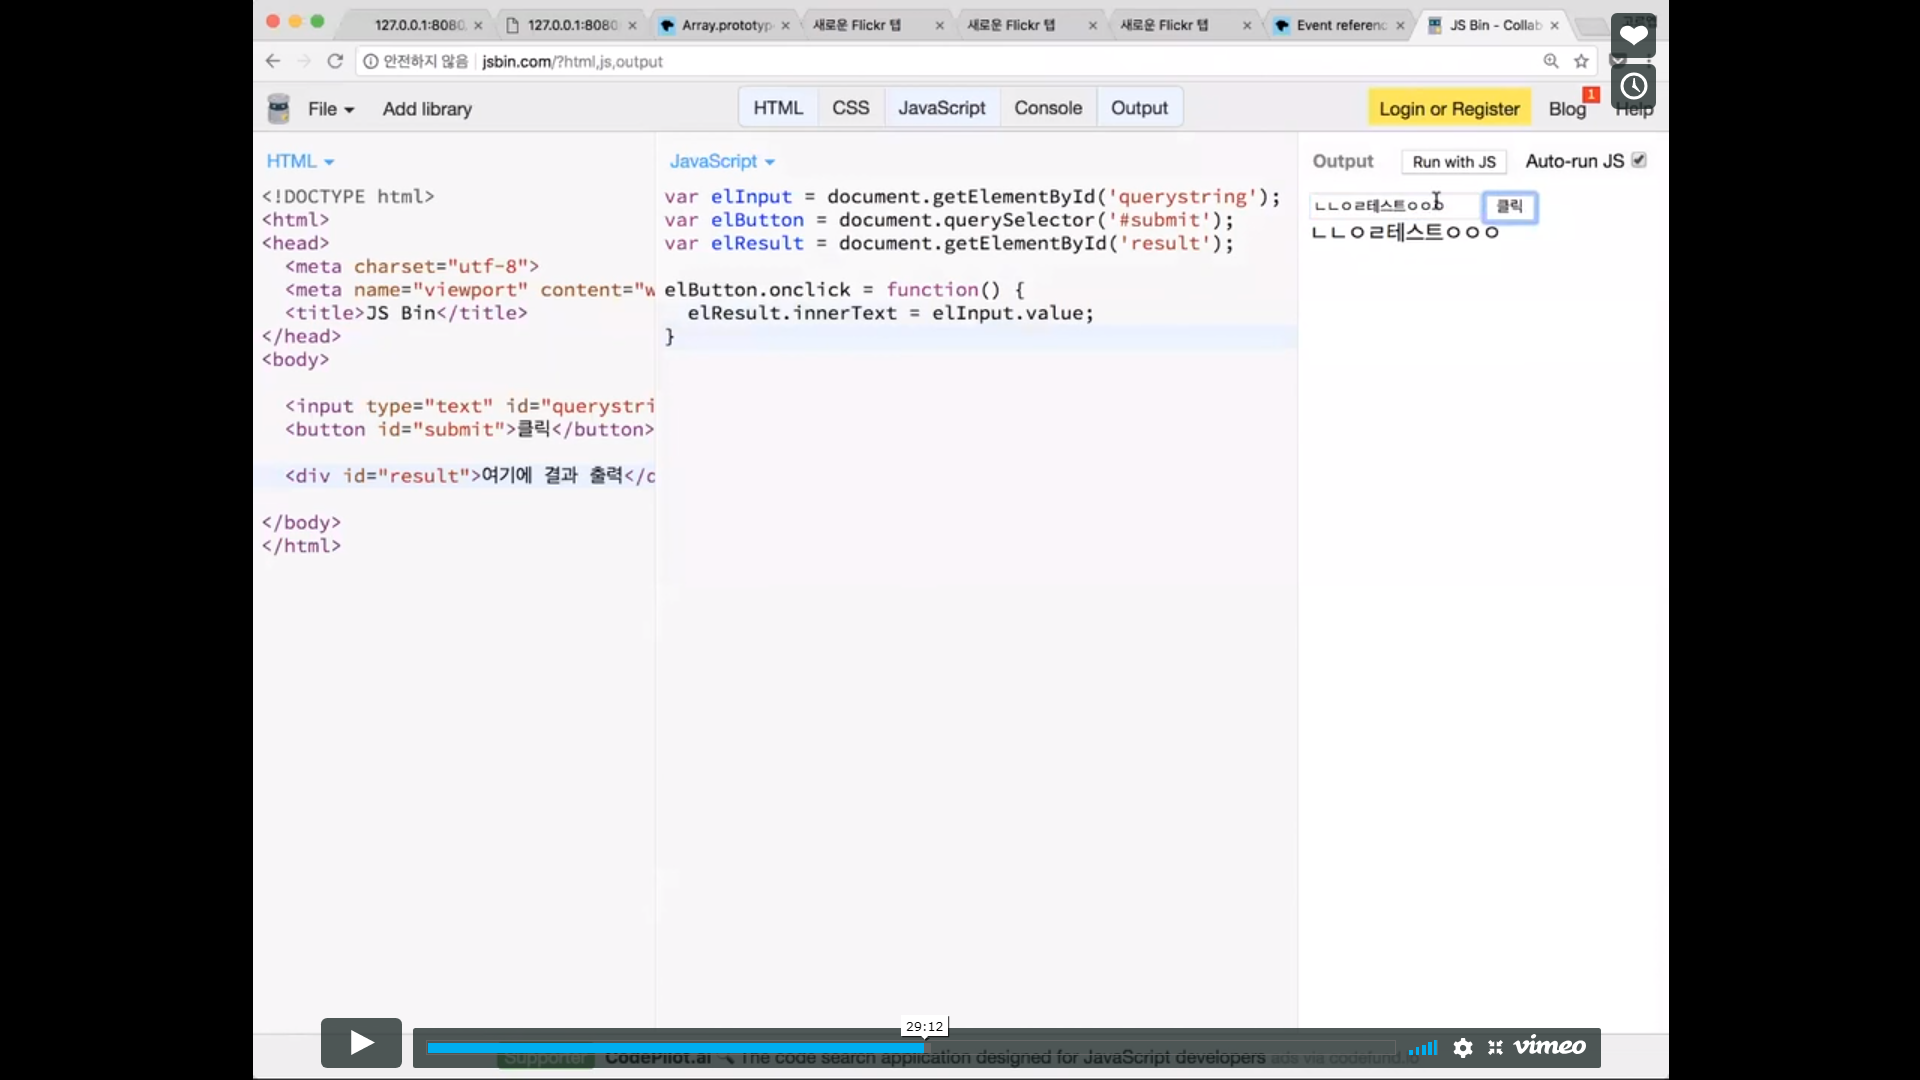 127.0.0.1:8080
127.0.0.1:8080
Array.prototyp
새로운 Flickr 탭
새로운 Flickr 탭
새로운 Flickr 탭
Event referenc
JS Bin - Collab
안전하지 않음
jsbin.com/?html,js,output
File
Add library
HTML
CSS
JavaScript
Console
Output
Login or Register
Blog
1
Help
HTML
<!DOCTYPE html>
<html>
<head>
<meta charset="utf-8">
<meta name="viewport" content="w
<title>JS Bin</title>
</head>
<body>
<input type="text" id="querystri
<button id="submit">클릭</button>
<div id="result">여기에 결과 출력</d
</body>
</html>
JavaScript
var elInput = document.getElementById('querystring');
var elButton = document.querySelector('#submit');
var elResult = document.getElementById('result');
elButton.onclick = function() {
elResult.innerText = elInput.value;
}
Output
Run with JS
Auto-run JS
ㄴㄴㅇㄹ테스트ㅇㅇㅇ
클릭
ㄴㄴㅇㄹ테스트ㅇㅇㅇ
29:12
Supporter CodePilot.ai 🔍 The code search application designed for JavaScript developers ads via codefund.io
vimeo